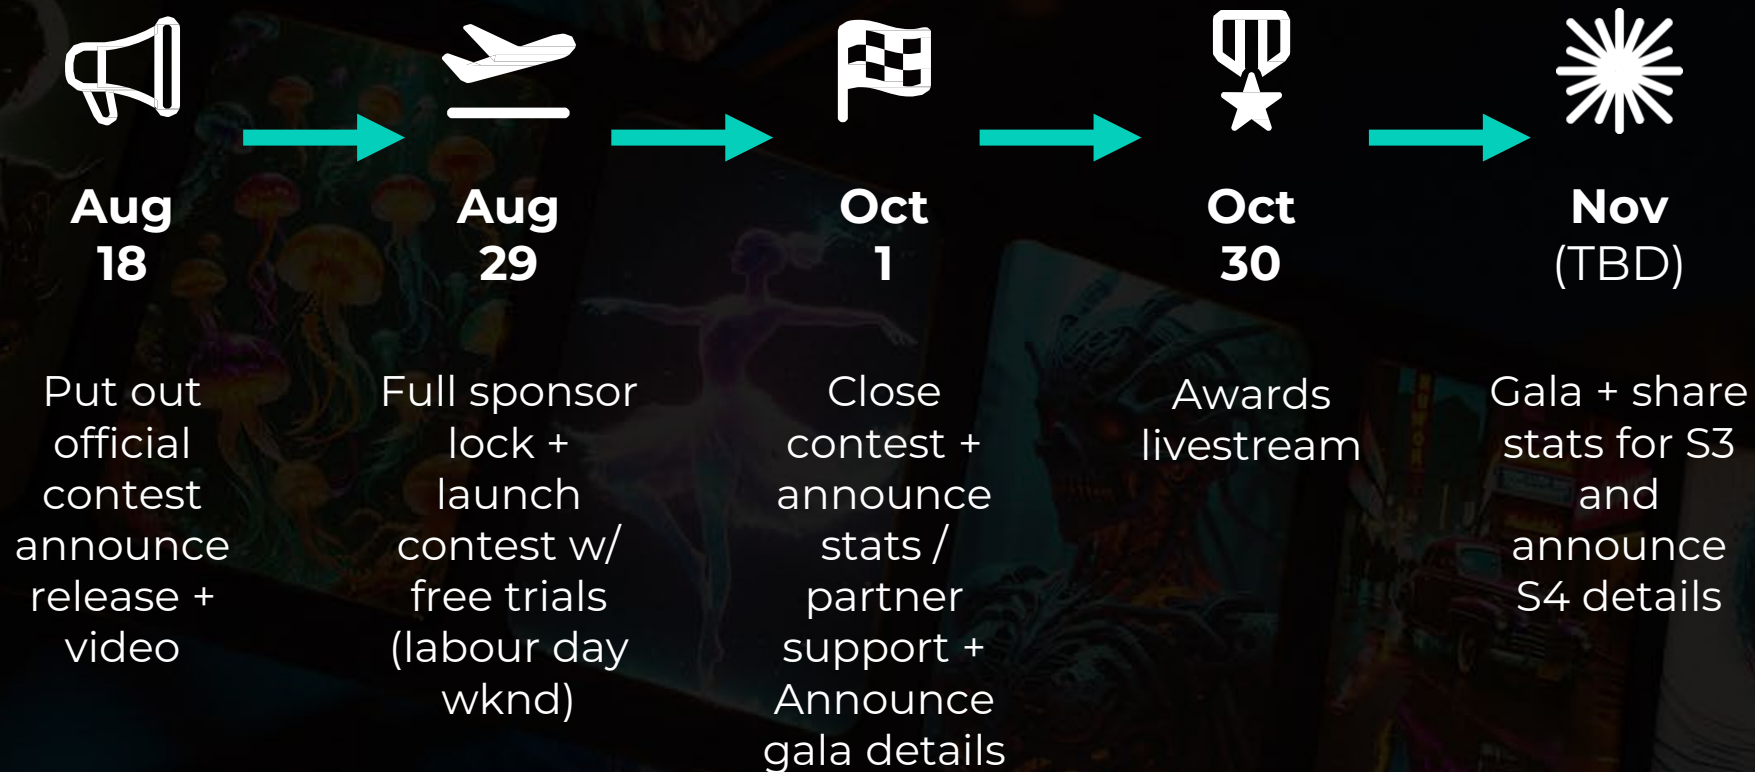 Aug
18
Put out
official
contest
announce
release +
video
Aug
29
Full sponsor
lock +
launch
contest w/
free trials
(labour day
wknd)
Oct
1
Close
contest +
announce
stats /
partner
support +
Announce
gala details
Oct
30
Awards
livestream
Nov
(TBD)
Gala + share
stats for S3
and
announce
S4 details